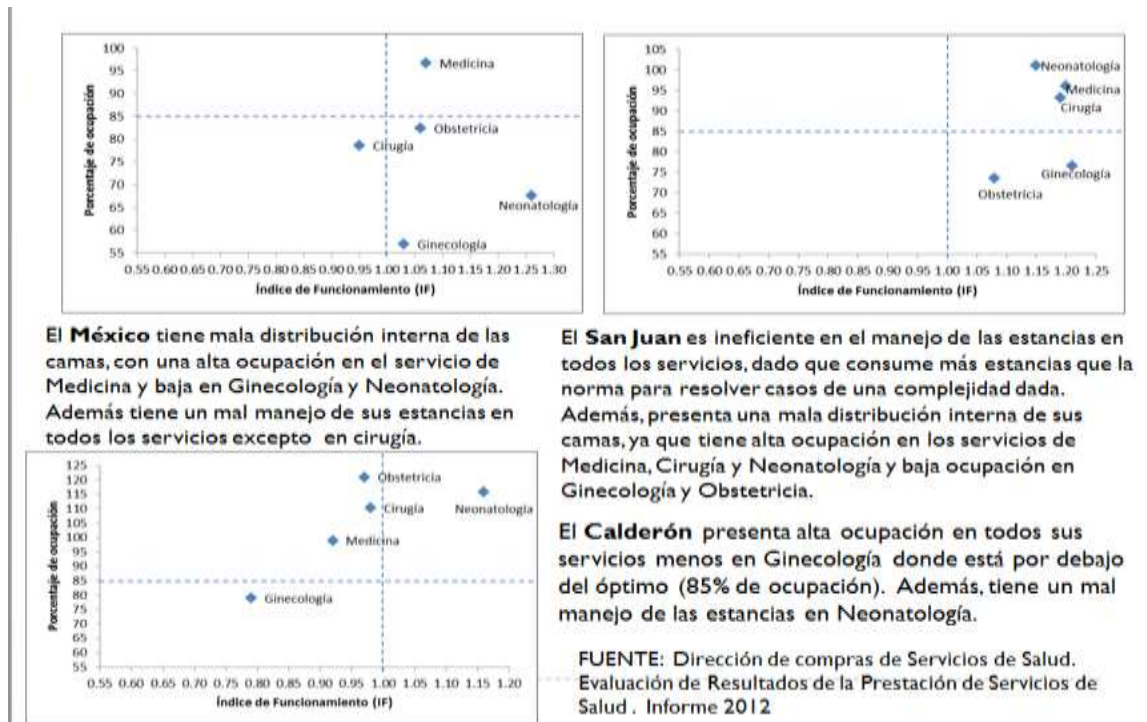 100
95
90
85
80
75
70
65
60
55
Porcentaje de ocupación
Medicina
Obstetricia
Cirugía
Neonatología
Ginecología
0.55 0.60 0.65 0.70 0.75 0.80 0.85 0.90 0.95 1.00 1.05 1.10 1.15 1.20 1.25 1.30
Índice de Funcionamiento (IF)
105
100
95
90
85
80
75
70
65
60
55
Porcentaje de ocupación
Neonatología
Medicina
Cirugía
Ginecología
Obstetricia
0.55 0.60 0.65 0.70 0.75 0.80 0.85 0.90 0.95 1.00 1.05 1.10 1.15 1.20 1.25
Índice de Funcionamiento (IF)
El México tiene mala distribución interna de las
camas, con una alta ocupación en el servicio de
Medicina y baja en Ginecología y Neonatología.
Además tiene un mal manejo de sus estancias en
todos los servicios excepto en cirugía.
El San Juan es ineficiente en el manejo de las estancias en
todos los servicios, dado que consume más estancias que la
norma para resolver casos de una complejidad dada.
Además, presenta una mala distribución interna de sus
camas, ya que tiene alta ocupación en los servicios de
Medicina, Cirugía y Neonatología y baja ocupación en
Ginecología y Obstetricia.
125
120
115
110
105
100
95
90
85
80
75
70
65
60
55
Porcentaje de ocupación
Obstetricia
Cirugía
Neonatología
Medicina
Ginecología
0.55 0.60 0.65 0.70 0.75 0.80 0.85 0.90 0.95 1.00 1.05 1.10 1.15 1.20
Índice de Funcionamiento (IF)
El Calderón presenta alta ocupación en todos sus
servicios menos en Ginecología donde está por debajo
del óptimo (85% de ocupación). Además, tiene un mal
manejo de las estancias en Neonatología.
FUENTE: Dirección de compras de Servicios de Salud.
Evaluación de Resultados de la Prestación de Servicios de
Salud . Informe 2012